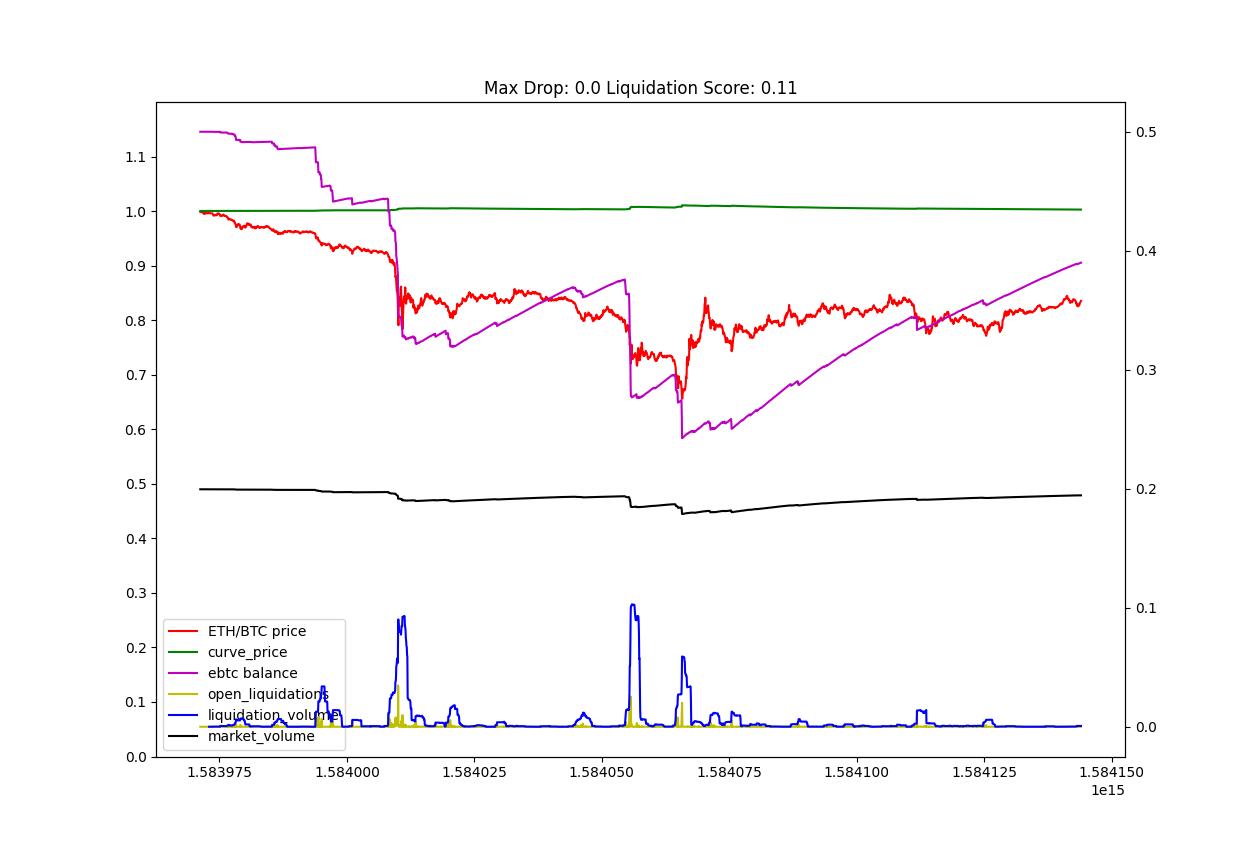 Max Drop: 0.0 Liquidation Score: 0.11
1.1
1.0
0.9
0.8
0.7
0.6
0.5
0.4
0.3
0.2
0.1
0.0
0.5
0.4
0.3
0.2
0.1
0.0
ETH/BTC price
curve_price
ebtc balance
open_liquidations
liquidation_volume
market_volume
1.583975 1.584000 1.584025 1.584050 1.584075 1.584100 1.584125 1.584150
1e15